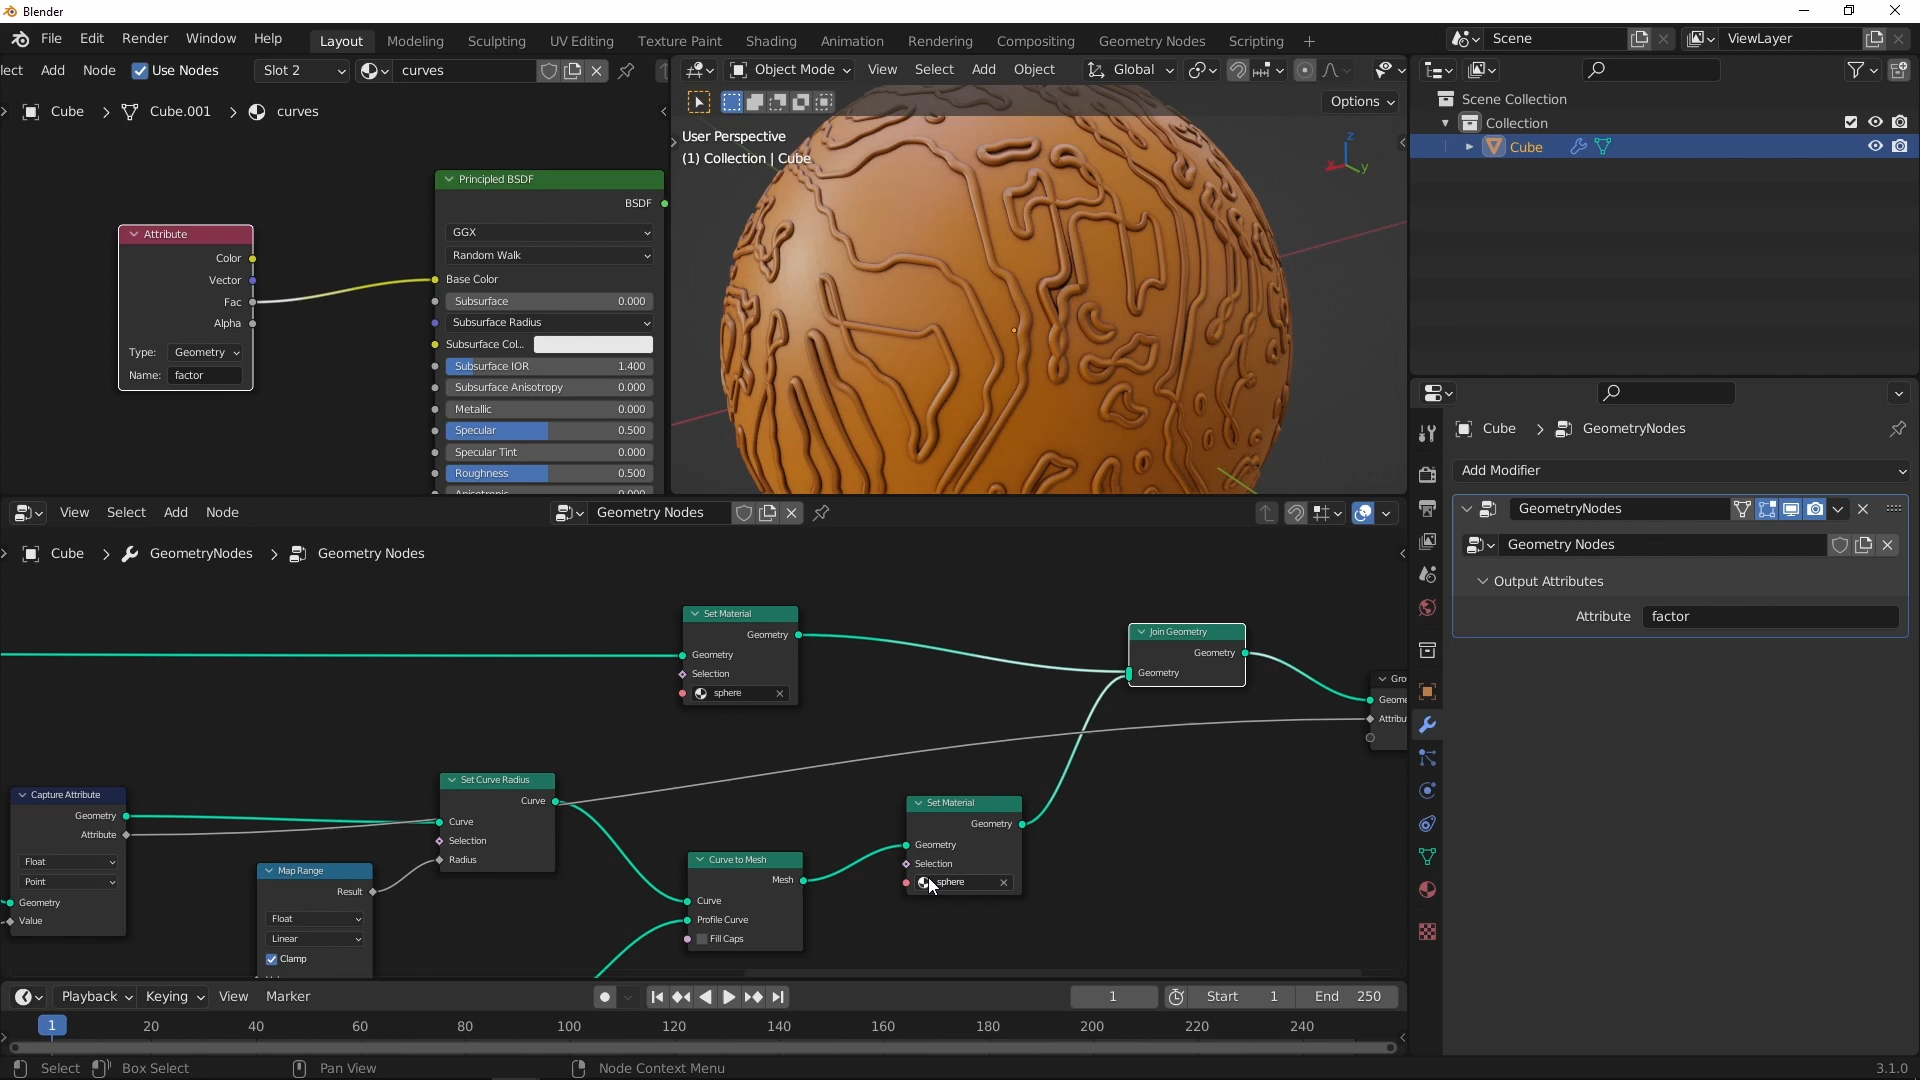 Blender
File Edit Render Window Help
Layout Modeling Sculpting UV Editing Texture Paint Shading Animation Rendering Compositing Geometry Nodes Scripting +
Scene
ViewLayer
lect Add Node Use Nodes Slot 2 curves
Object Mode View Select Add Object Global
Options
Cube > Cube.001 > curves
User Perspective
(1) Collection | Cube
Z
X
Y
Attribute
Color
Vector
Fac
Alpha
Type: Geometry
Name: factor
Principled BSDF
BSDF
GGX
Random Walk
Base Color
Subsurface 0.000
Subsurface Radius
Subsurface Col...
Subsurface IOR 1.400
Subsurface Anisotropy 0.000
Metallic 0.000
Specular 0.500
Specular Tint 0.000
Roughness 0.500
Anisotropic 0.000
Scene Collection
Collection
Cube
Cube > GeometryNodes
Add Modifier
GeometryNodes
Geometry Nodes
Output Attributes
Attribute factor
View Select Add Node Geometry Nodes
Cube > GeometryNodes > Geometry Nodes
Set Material
Geometry
Geometry
Selection
sphere
Join Geometry
Geometry
Geometry
Gro
Geome
Attribu
Capture Attribute
Geometry
Attribute
Float
Point
Geometry
Value
Map Range
Result
Float
Linear
Clamp
Set Curve Radius
Curve
Curve
Selection
Radius
Curve to Mesh
Mesh
Curve
Profile Curve
Fill Caps
Set Material
Geometry
Geometry
Selection
sphere
Playback Keying View Marker
1
Start 1 End 250
1 20 40 60 80 100 120 140 160 180 200 220 240
Select Box Select Pan View Node Context Menu
3.1.0